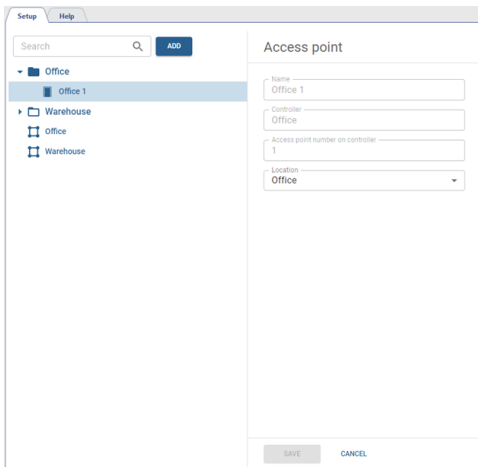 Setup Help
Search ADD
Office
Office 1
Warehouse
Office
Warehouse
Access point
Name
Office 1
Controller
Office
Access point number on controller
1
Location
Office
SAVE CANCEL